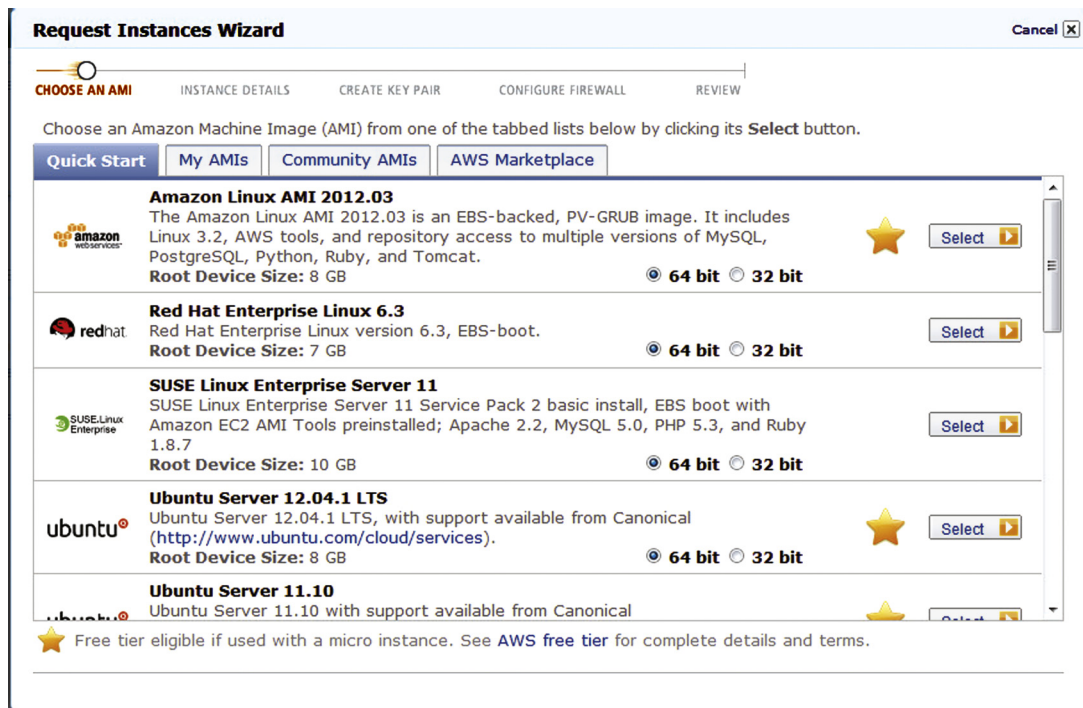 Request Instances Wizard
Cancel
CHOOSE AN AMI
INSTANCE DETAILS
CREATE KEY PAIR
CONFIGURE FIREWALL
REVIEW
Choose an Amazon Machine Image (AMI) from one of the tabbed lists below by clicking its Select button.
Quick Start
My AMIs
Community AMIs
AWS Marketplace
amazon
webservices™
Amazon Linux AMI 2012.03
The Amazon Linux AMI 2012.03 is an EBS-backed, PV-GRUB image. It includes
Linux 3.2, AWS tools, and repository access to multiple versions of MySQL,
PostgreSQL, Python, Ruby, and Tomcat.
Root Device Size: 8 GB
64 bit 32 bit
Select
redhat
Red Hat Enterprise Linux 6.3
Red Hat Enterprise Linux version 6.3, EBS-boot.
Root Device Size: 7 GB
64 bit 32 bit
Select
SUSE.Linux
Enterprise
SUSE Linux Enterprise Server 11
SUSE Linux Enterprise Server 11 Service Pack 2 basic install, EBS boot with
Amazon EC2 AMI Tools preinstalled; Apache 2.2, MySQL 5.0, PHP 5.3, and Ruby
1.8.7
Root Device Size: 10 GB
64 bit 32 bit
Select
ubuntu
Ubuntu Server 12.04.1 LTS
Ubuntu Server 12.04.1 LTS, with support available from Canonical
(http://www.ubuntu.com/cloud/services).
Root Device Size: 8 GB
64 bit 32 bit
Select
ubuntu
Ubuntu Server 11.10
Ubuntu Server 11.10 with support available from Canonical
Select
Free tier eligible if used with a micro instance. See AWS free tier for complete details and terms.